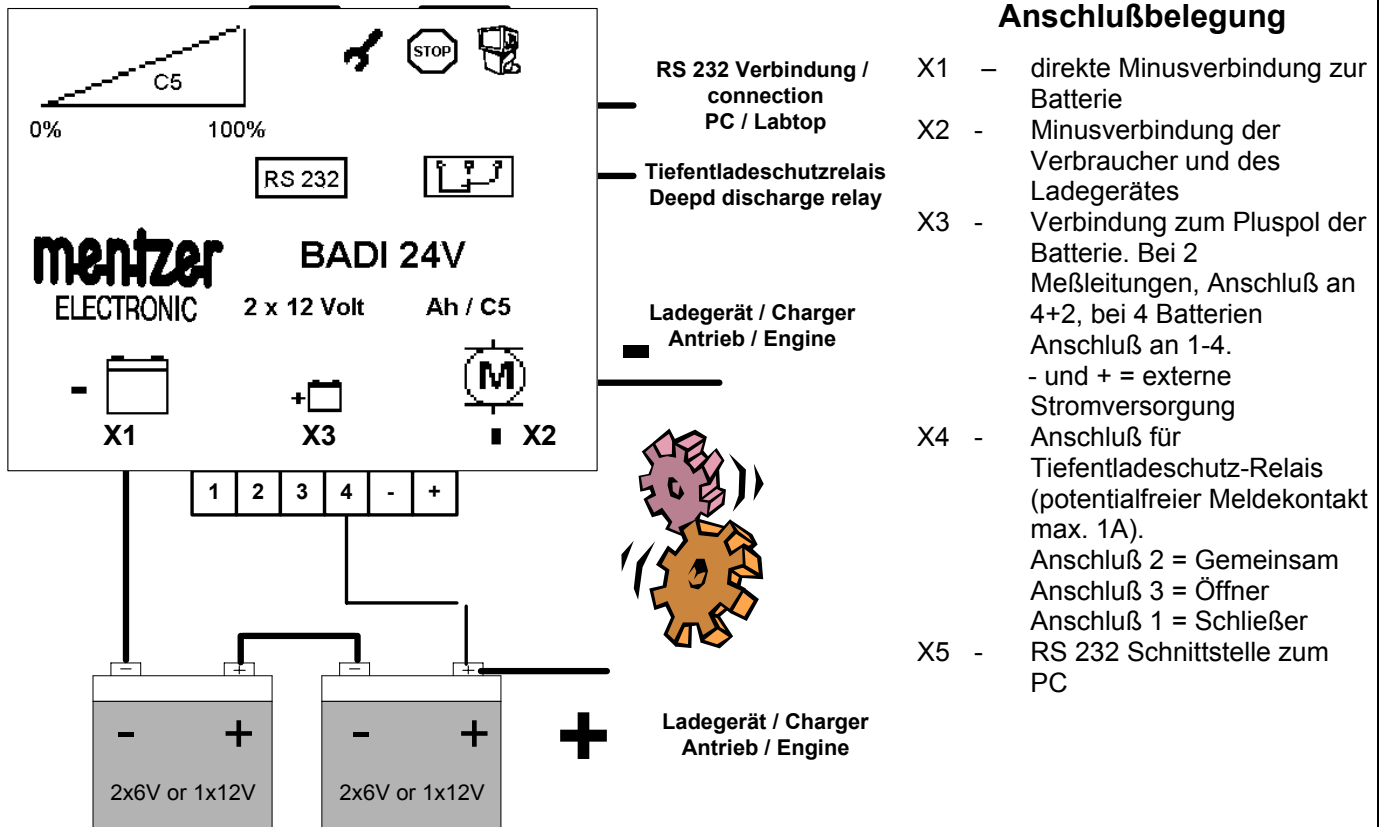 C5
STOP
0% 100%
RS 232
mentzer
ELECTRONIC
BADI 24V
2 x 12 Volt Ah / C5
M
- +
X1 X3 X2
1 2 3 4 - +
RS 232 Verbindung /
connection
PC / Labtop
Tiefentladeschutzrelais
Deepd discharge relay
Ladegerät / Charger
Antrieb / Engine
-
- + - +
- + - +
2x6V or 1x12V 2x6V or 1x12V
+
Ladegerät / Charger
Antrieb / Engine
Anschlußbelegung
X1 – direkte Minusverbindung zur
Batterie
X2 - Minusverbindung der
Verbraucher und des
Ladegerätes
X3 - Verbindung zum Pluspol der
Batterie. Bei 2
Meßleitungen, Anschluß an
4+2, bei 4 Batterien
Anschluß an 1-4.
- und + = externe
Stromversorgung
X4 - Anschluß für
Tiefentladeschutz-Relais
(potentialfreier Meldekontakt
max. 1A).
Anschluß 2 = Gemeinsam
Anschluß 3 = Öffner
Anschluß 1 = Schließer
X5 - RS 232 Schnittstelle zum
PC